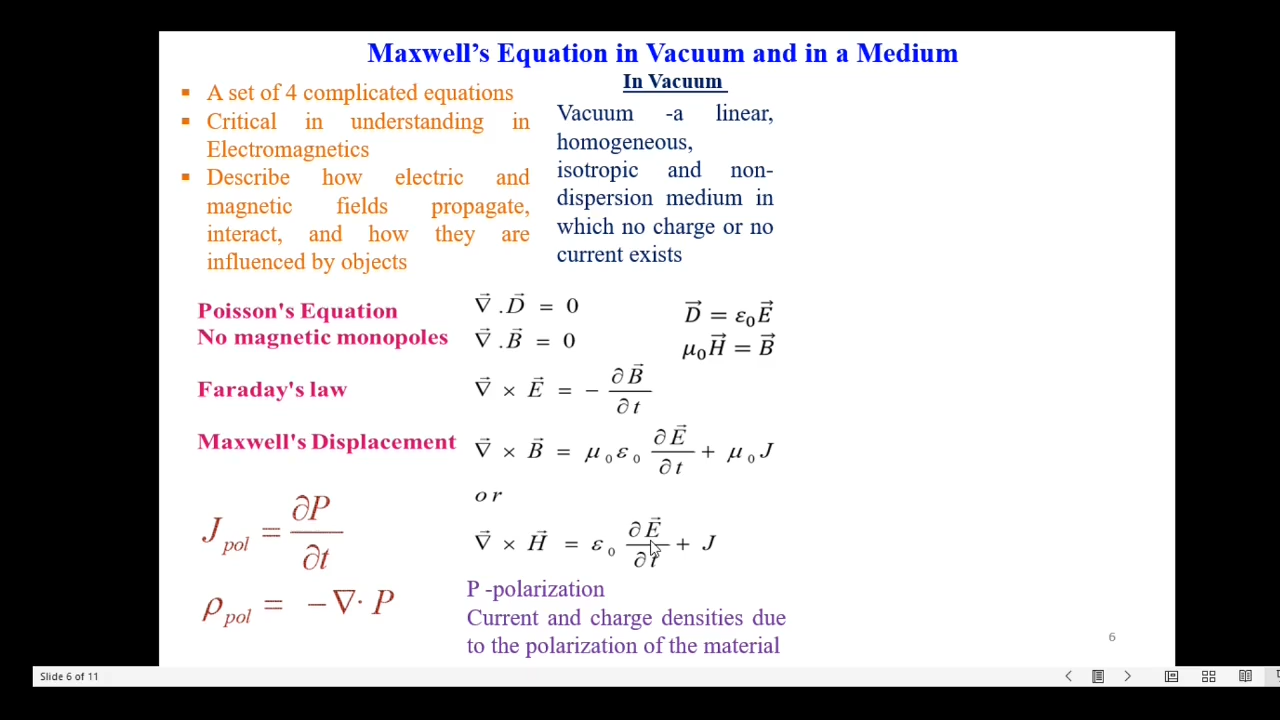 Maxwell's Equation in Vacuum and in a Medium
▪ A set of 4 complicated equations
▪ Critical in understanding in
Electromagnetics
▪ Describe how electric and
magnetic fields propagate,
interact, and how they are
influenced by objects
In Vacuum
Vacuum -a linear,
homogeneous,
isotropic and non-
dispersion medium in
which no charge or no
current exists
Poisson's Equation
∇⃗ . D⃗ = 0
D⃗ = ε₀E⃗
No magnetic monopoles
∇⃗ . B⃗ = 0
μ₀H⃗ = B⃗
Faraday's law
∇⃗ × E⃗ = − ∂B⃗/∂t
Maxwell's Displacement
∇⃗ × B⃗ = μ₀ε₀ ∂E⃗/∂t + μ₀J
or
∇⃗ × H⃗ = ε₀ ∂E⃗/∂t + J
J_pol = ∂P/∂t
ρ_pol = −∇· P
P -polarization
Current and charge densities due
to the polarization of the material
6
Slide 6 of 11